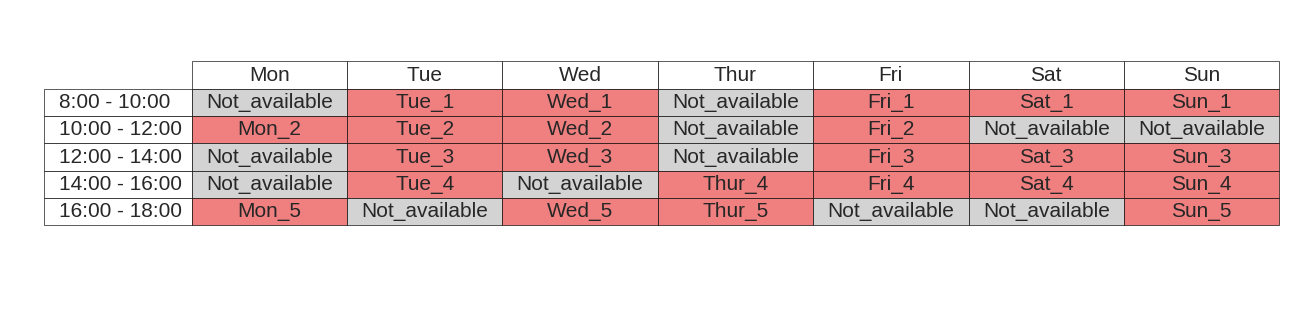 Mon Tue Wed Thur Fri Sat Sun
8:00 - 10:00 Not_available Tue_1 Wed_1 Not_available Fri_1 Sat_1 Sun_1
10:00 - 12:00 Mon_2 Tue_2 Wed_2 Not_available Fri_2 Not_available Not_available
12:00 - 14:00 Not_available Tue_3 Wed_3 Not_available Fri_3 Sat_3 Sun_3
14:00 - 16:00 Not_available Tue_4 Not_available Thur_4 Fri_4 Sat_4 Sun_4
16:00 - 18:00 Mon_5 Not_available Wed_5 Thur_5 Not_available Not_available Sun_5